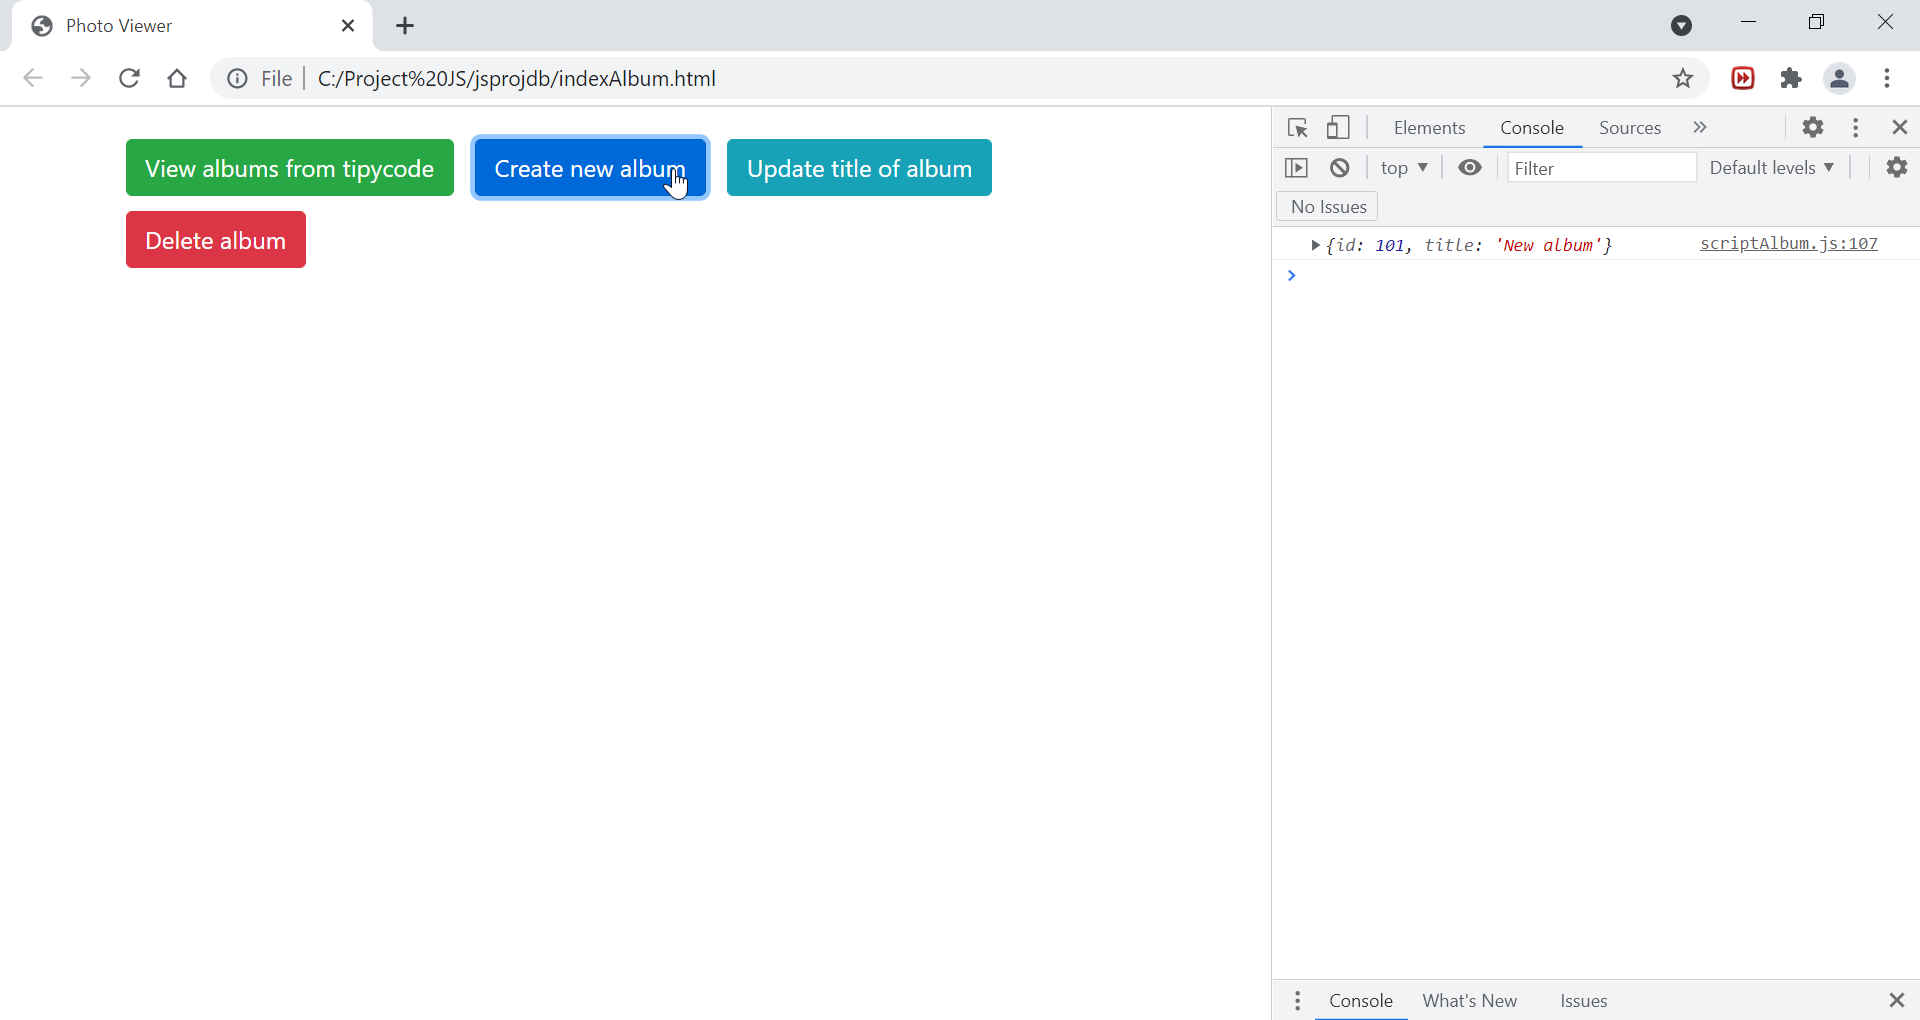 Photo Viewer
File C:/Project%20JS/jsprojdb/indexAlbum.html
View albums from tipycode Create new album Update title of album
Delete album
Elements Console Sources
top Filter Default levels
No Issues
{id: 101, title: 'New album'} scriptAlbum.js:107
Console What's New Issues